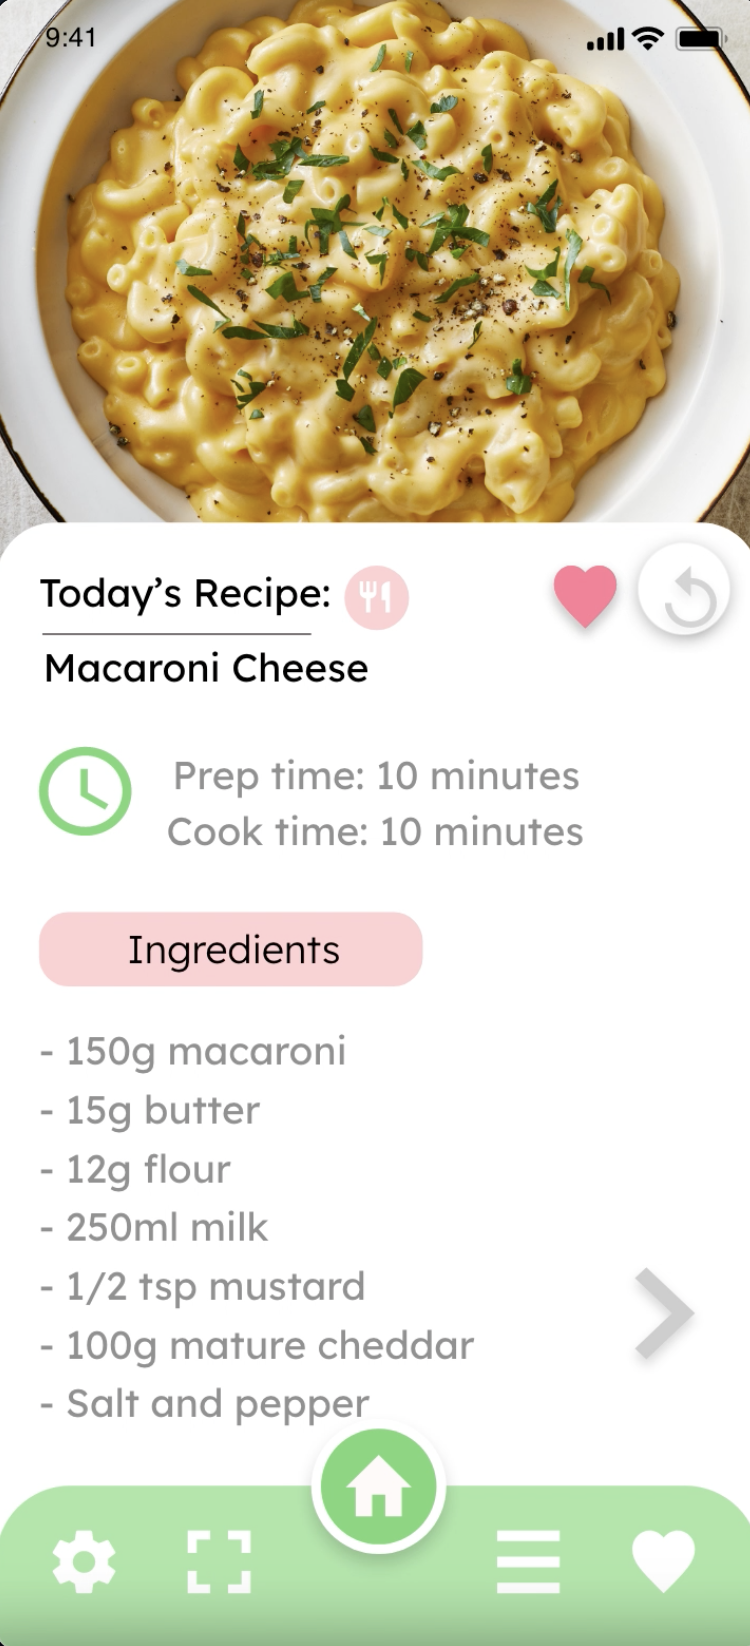 9:41
Today’s Recipe:
Macaroni Cheese
Prep time: 10 minutes
Cook time: 10 minutes
Ingredients
- 150g macaroni
- 15g butter
- 12g flour
- 250ml milk
- 1/2 tsp mustard
- 100g mature cheddar
- Salt and pepper